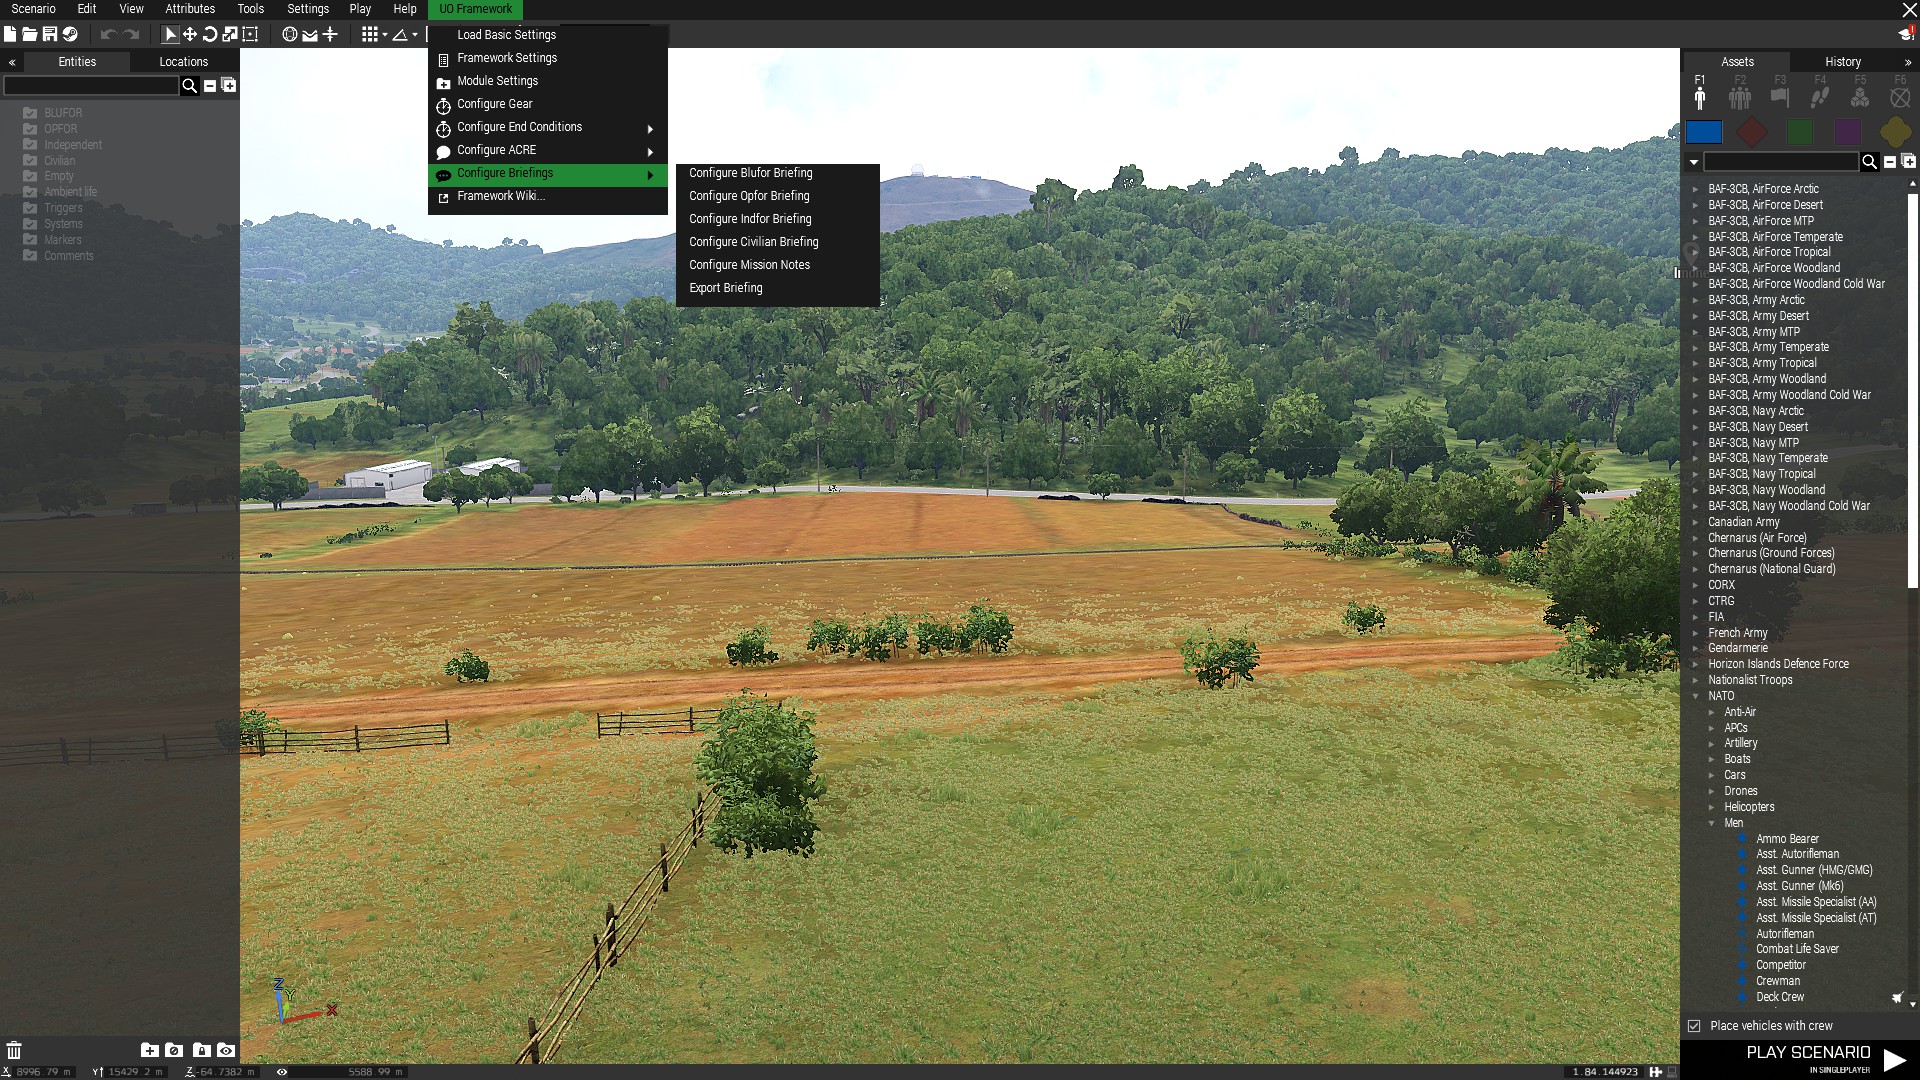 Scenario Edit View Attributes Tools Settings Play Help UO Framework
Load Basic Settings
Framework Settings
Module Settings
Configure Gear
Configure End Conditions
Configure ACRE
Configure Briefings
Framework Wiki...
Configure Blufor Briefing
Configure Opfor Briefing
Configure Indfor Briefing
Configure Civilian Briefing
Configure Mission Notes
Export Briefing
« Entities Locations
BLUFOR
OPFOR
Independent
Civilian
Empty
Ambient life
Triggers
Systems
Markers
Comments
Z
Y
X
Assets History »
F1 F2 F3 F4 F5 F6
BAF-3CB, AirForce Arctic
BAF-3CB, AirForce Desert
BAF-3CB, AirForce MTP
BAF-3CB, AirForce Temperate
BAF-3CB, AirForce Tropical
BAF-3CB, AirForce Woodland
BAF-3CB, AirForce Woodland Cold War
BAF-3CB, Army Arctic
BAF-3CB, Army Desert
BAF-3CB, Army MTP
BAF-3CB, Army Temperate
BAF-3CB, Army Tropical
BAF-3CB, Army Woodland
BAF-3CB, Army Woodland Cold War
BAF-3CB, Navy Arctic
BAF-3CB, Navy Desert
BAF-3CB, Navy MTP
BAF-3CB, Navy Temperate
BAF-3CB, Navy Tropical
BAF-3CB, Navy Woodland
BAF-3CB, Navy Woodland Cold War
Canadian Army
Chernarus (Air Force)
Chernarus (Ground Forces)
Chernarus (National Guard)
CORX
CTRG
FIA
French Army
Gendarmerie
Horizon Islands Defence Force
Nationalist Troops
NATO
Anti-Air
APCs
Artillery
Boats
Cars
Drones
Helicopters
Men
Ammo Bearer
Asst. Autorifleman
Asst. Gunner (HMG/GMG)
Asst. Gunner (Mk6)
Asst. Missile Specialist (AA)
Asst. Missile Specialist (AT)
Autorifleman
Combat Life Saver
Competitor
Crewman
Deck Crew
Place vehicles with crew
PLAY SCENARIO
IN SINGLEPLAYER
X 8996.79 m Y 15429.2 m Z -64.7382 m 5588.99 m 1.84.144923